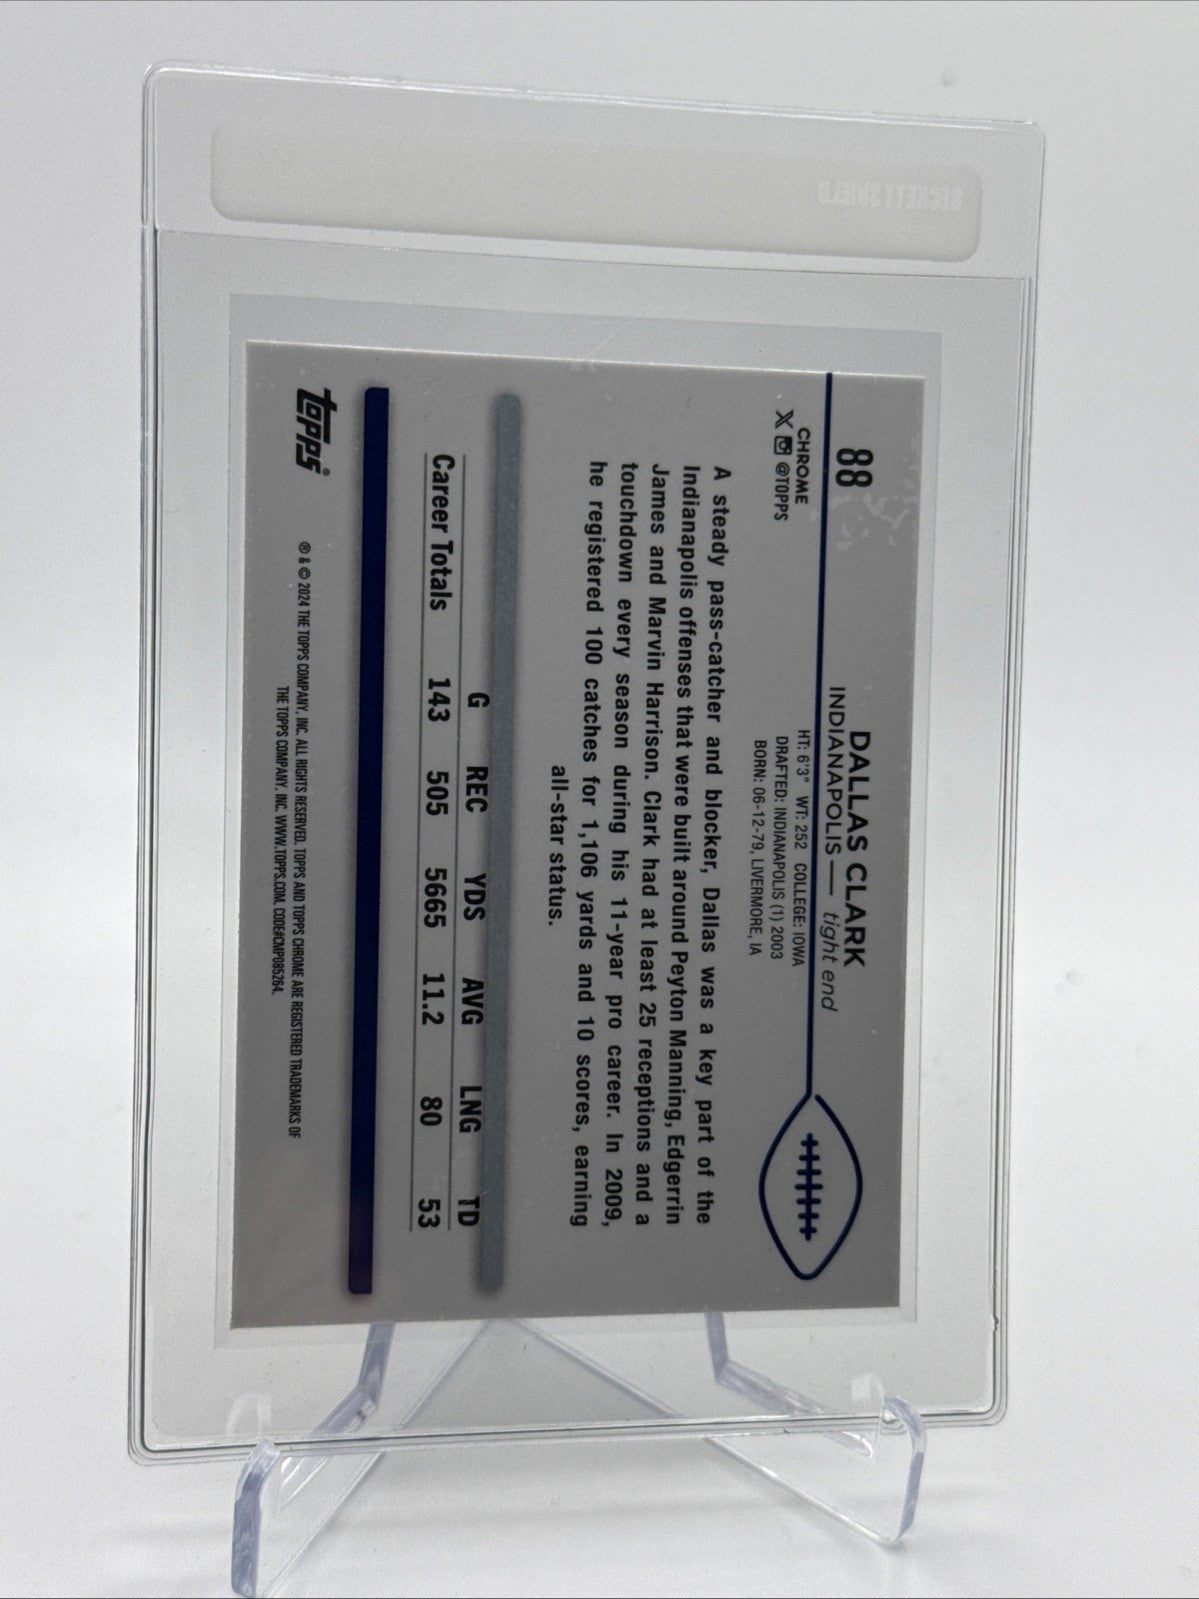 88
DALLAS CLARK
INDIANAPOLIS — tight end
CHROME
X @TOPPS
HT: 6'3" WT: 252 COLLEGE: IOWA
DRAFTED: INDIANAPOLIS (1) 2003
BORN: 06-12-79, LIVERMORE, IA
A steady pass-catcher and blocker, Dallas was a key part of the
Indianapolis offenses that were built around Peyton Manning, Edgerrin
James and Marvin Harrison. Clark had at least 25 receptions and a
touchdown every season during his 11-year pro career. In 2009,
he registered 100 catches for 1,106 yards and 10 scores, earning
all-star status.
G REC YDS AVG LNG TD
Career Totals 143 505 5665 11.2 80 53
topps®
® & © 2024 THE TOPPS COMPANY, INC. ALL RIGHTS RESERVED. TOPPS AND TOPPS CHROME ARE REGISTERED TRADEMARKS OF
THE TOPPS COMPANY, INC. WWW.TOPPS.COM. CODE#CMP085264.
BECKETT SHIELD